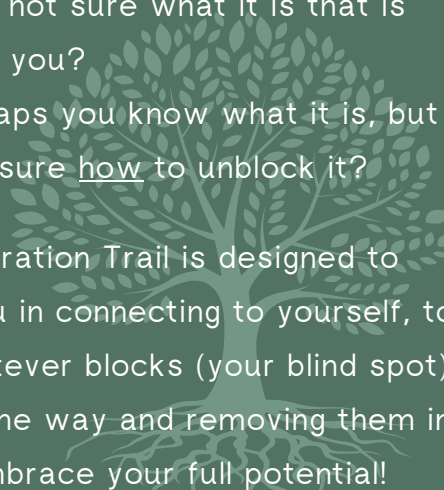 not sure what it is that is
you?
aps you know what it is, but
sure how to unblock it?
ration Trail is designed to
u in connecting to yourself, to
tever blocks (your blind spot)
he way and removing them in
mbrace your full potential!